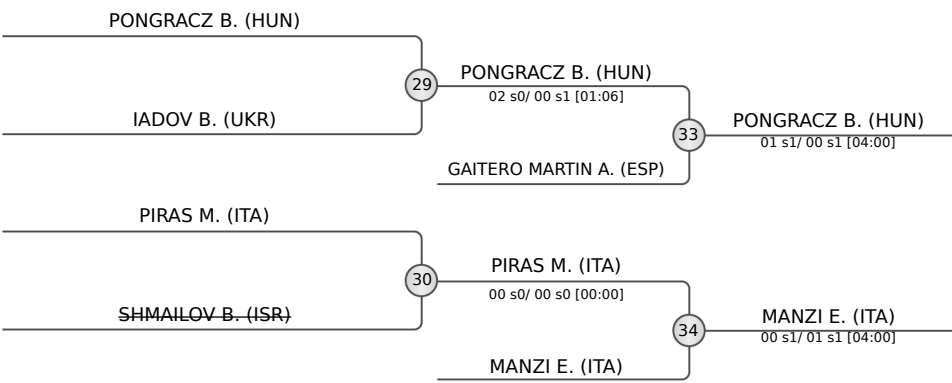 PONGRACZ B. (HUN)
29
PONGRACZ B. (HUN)
02 s0/ 00 s1 [01:06]
IADOV B. (UKR)
33
PONGRACZ B. (HUN)
01 s1/ 00 s1 [04:00]
GAITERO MARTIN A. (ESP)
PIRAS M. (ITA)
30
PIRAS M. (ITA)
00 s0/ 00 s0 [00:00]
SHMAILOV B. (ISR)
34
MANZI E. (ITA)
00 s1/ 01 s1 [04:00]
MANZI E. (ITA)